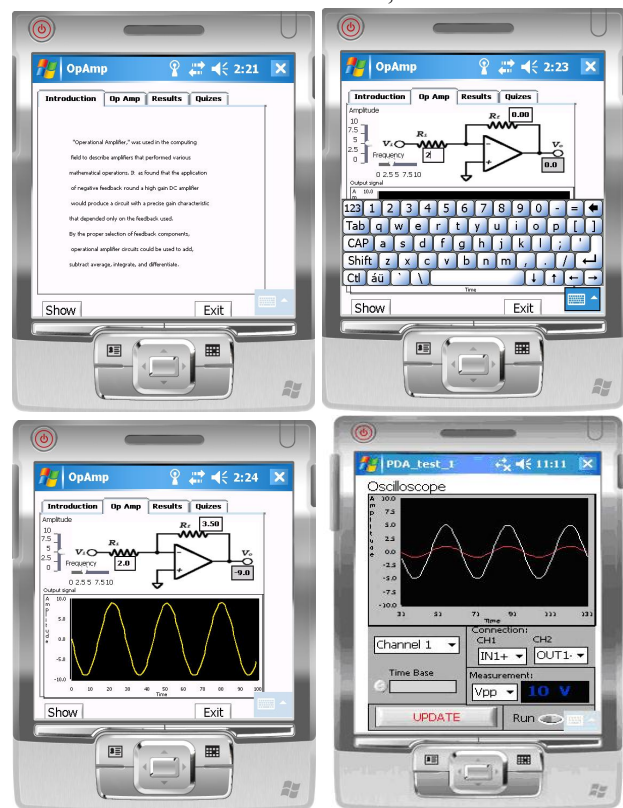 OpAmp 2:21
Introduction Op Amp Results Quizes
"Operational Amplifier," was used in the computing
field to describe amplifiers that performed various
mathematical operations. It as found that the application
of negative feedback round a high gain DC amplifier
would produce a circuit with a precise gain characteristic
that depended only on the feedback used.
By the proper selection of feedback components,
operational amplifier circuits could be used to add,
subtract average, integrate, and differentiate.
Show Exit
OpAmp 2:23
Introduction Op Amp Results Quizes
Amplitude
10
7.5
5
2.5
0
Frequency
0 2.5 5 7.5 10
Vi R1 2
Rf 0.00
Vo 0.0
Output signal
Am 10.0
123 1 2 3 4 5 6 7 8 9 0 - =
Tab q w e r t y u i o p [ ]
CAP a s d f g h j k l ; '
Shift z x c v b n m , . /
Ctl áü ` \
Time
Show Exit
OpAmp 2:24
Introduction Op Amp Results Quizes
Amplitude
10
7.5
5
2.5
0
Frequency
0 2.5 5 7.5 10
Vi R1 2.0
Rf 3.50
Vo -9.0
Output signal
Amplitude
10.0
5.0
0.0
-5.0
-10.0
0 10 20 30 40 50 60 70 80 90 100
Time
Show Exit
PDA_test_1 11:11
Oscilloscope
Amplitude
10.0
7.5
5.0
2.5
0.0
-2.5
-5.0
-7.5
-10.0
Time
Channel 1
Connection:
CH1 CH2
IN1+ OUT1-
Time Base
Measurement:
Vpp 10 V
UPDATE Run